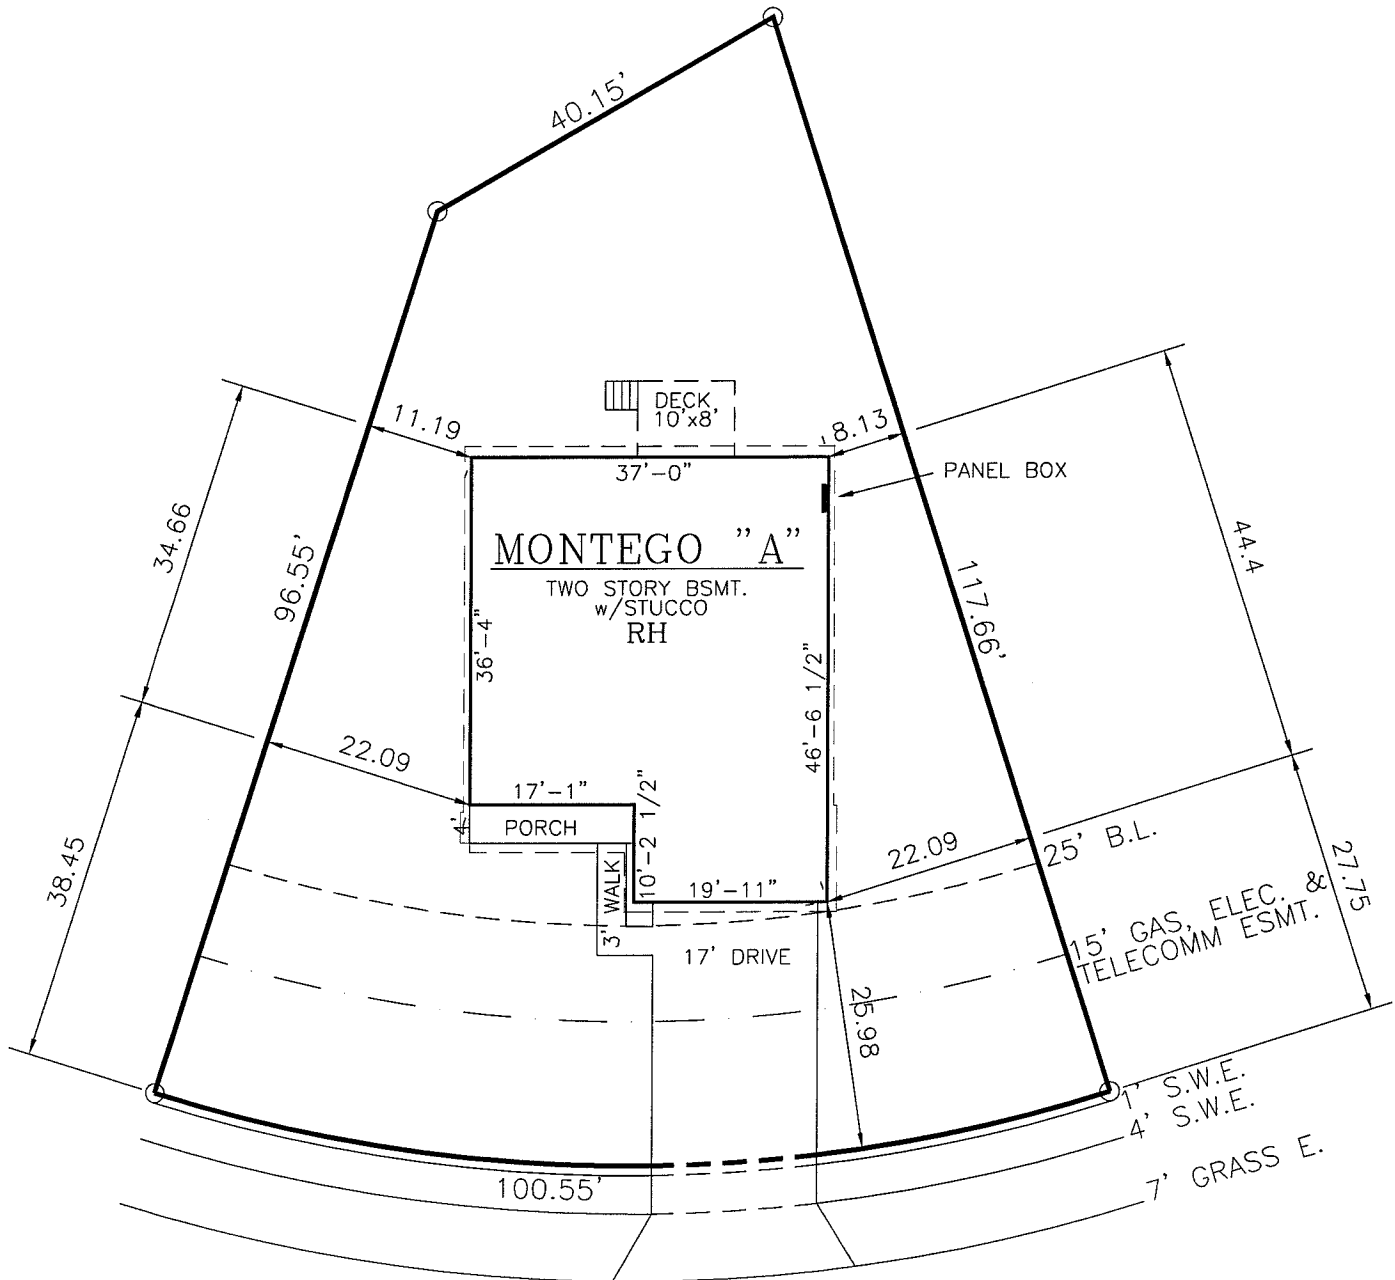 40.15'
11.19
DECK
10'x8'
8.13
37'-0"
PANEL BOX
34.66
96.55'
MONTEGO "A"
TWO STORY BSMT.
w/STUCCO
RH
36'-4"
46'-6 1/2"
117.66'
44.4
22.09
17'-1"
4'
PORCH
10'-2 1/2"
22.09
25' B.L.
38.45
3' WALK
19'-11"
17' DRIVE
25.98
15' GAS, ELEC. &
TELECOMM ESMT.
27.75
1' S.W.E.
4' S.W.E.
7' GRASS E.
100.55'